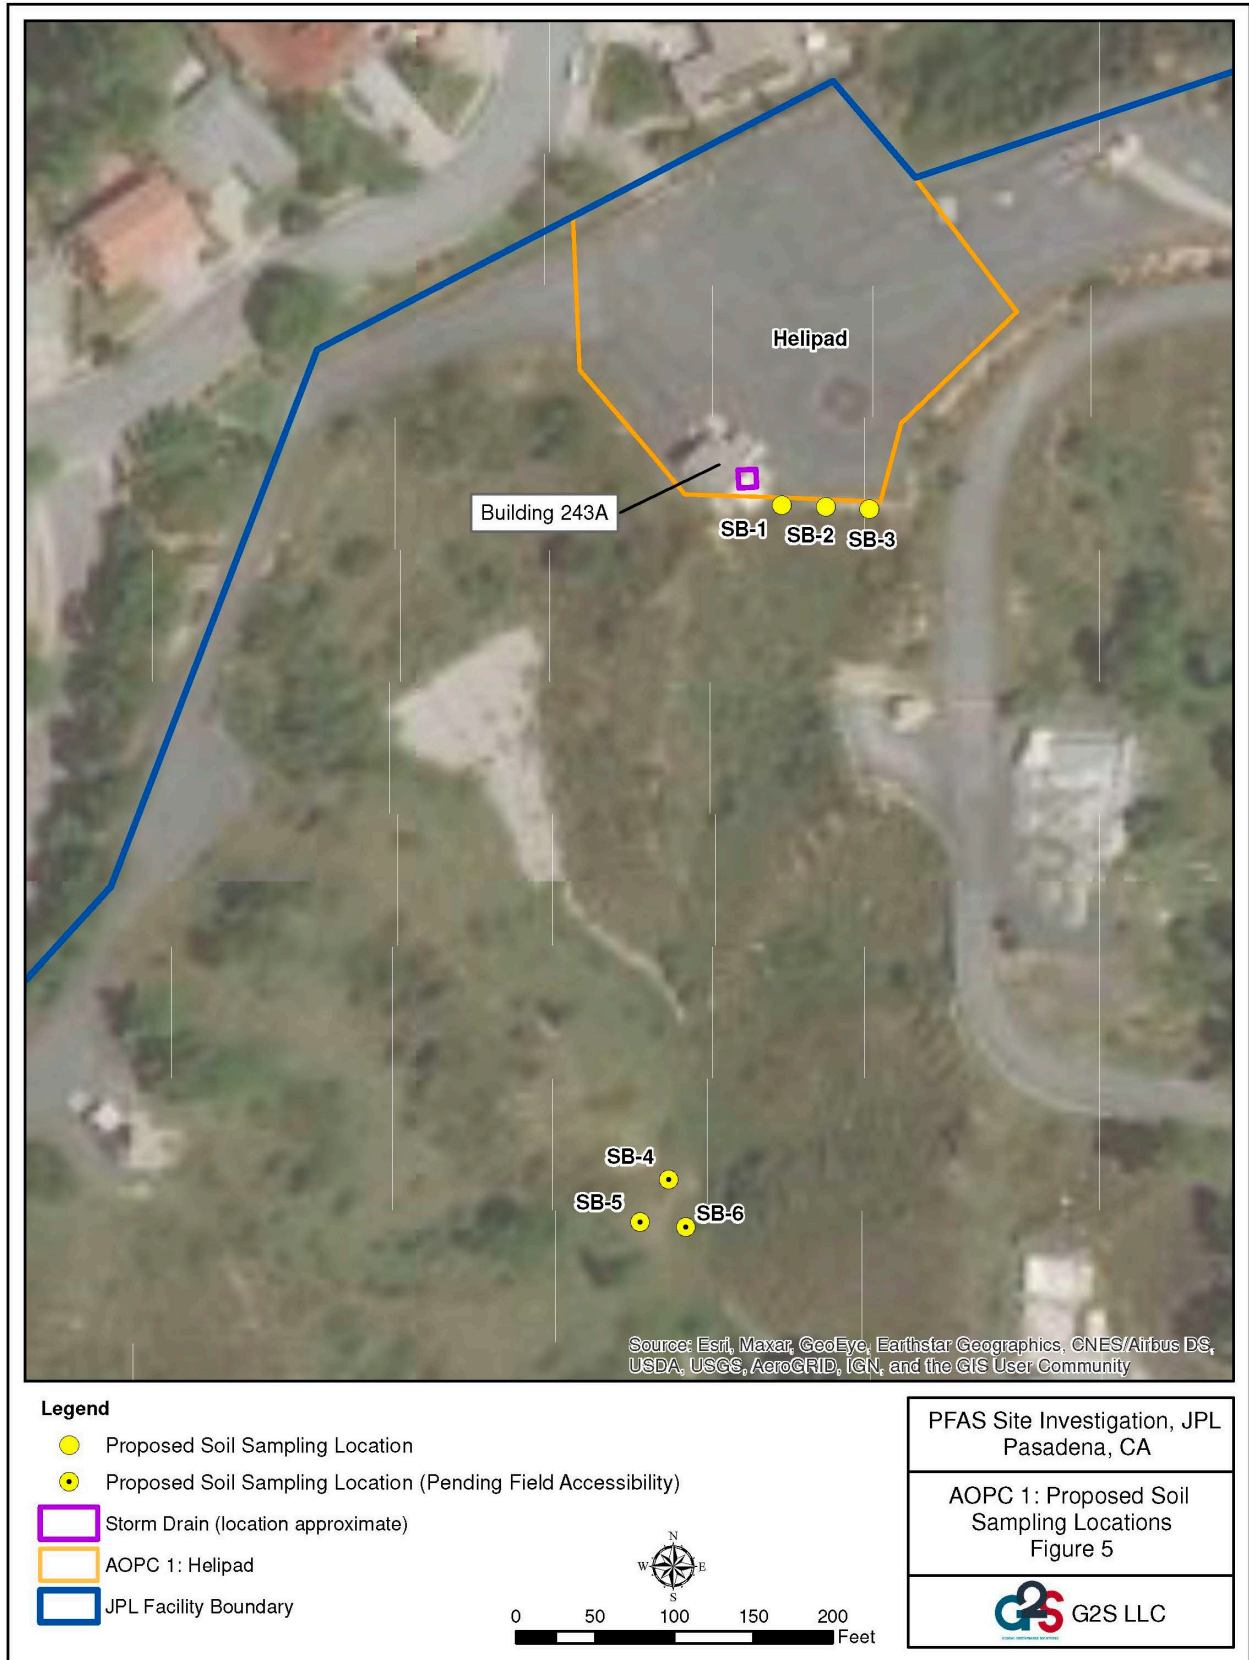 Helipad
Building 243A
SB-1
SB-2
SB-3
SB-4
SB-5
SB-6
Source: Esri, Maxar, GeoEye, Earthstar Geographics, CNES/Airbus DS,
USDA, USGS, AeroGRID, IGN, and the GIS User Community
Legend
Proposed Soil Sampling Location
Proposed Soil Sampling Location (Pending Field Accessibility)
Storm Drain (location approximate)
AOPC 1: Helipad
JPL Facility Boundary
N
W E
S
0 50 100 150 200
Feet
PFAS Site Investigation, JPL
Pasadena, CA
AOPC 1: Proposed Soil
Sampling Locations
Figure 5
G2S
G2S LLC